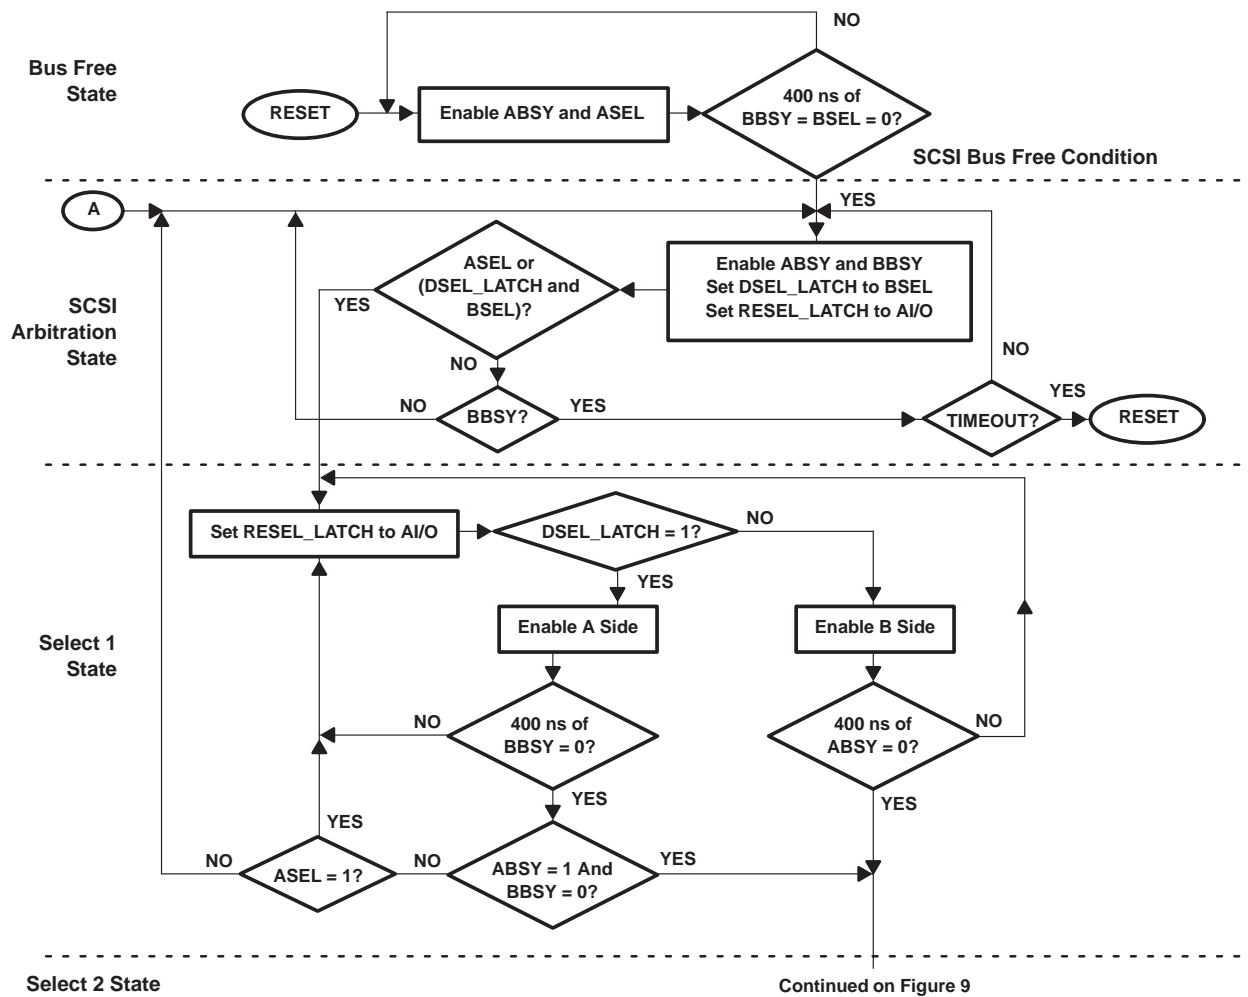 NO
Bus Free
State
RESET
Enable ABSY and ASEL
400 ns of
BBSY = BSEL = 0?
SCSI Bus Free Condition
A
YES
SCSI
Arbitration
State
ASEL or
(DSEL_LATCH and
BSEL)?
YES
Enable ABSY and BBSY
Set DSEL_LATCH to BSEL
Set RESEL_LATCH to AI/O
NO
NO
NO
BBSY?
YES
TIMEOUT?
YES
RESET
Set RESEL_LATCH to AI/O
DSEL_LATCH = 1?
NO
YES
Select 1
State
Enable A Side
Enable B Side
NO
400 ns of
BBSY = 0?
400 ns of
ABSY = 0?
NO
YES
YES
YES
NO
ASEL = 1?
NO
ABSY = 1 And
BBSY = 0?
YES
Select 2 State
Continued on Figure 9